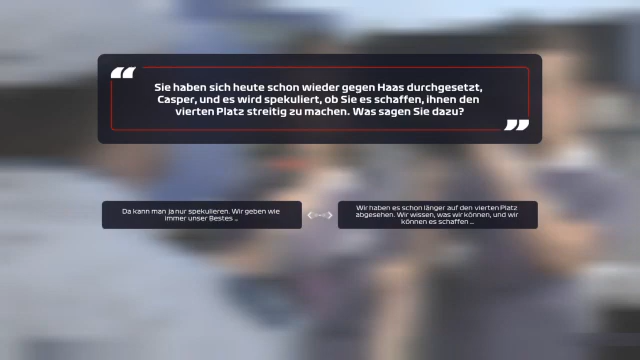 Sie haben sich heute schon wieder gegen Haas durchgesetzt,
Casper, und es wird spekuliert, ob Sie es schaffen, ihnen den
vierten Platz streitig zu machen. Was sagen Sie dazu?
Da kann man ja nur spekulieren. Wir geben wie
immer unser Bestes ...
Wir haben es schon länger auf den vierten Platz
abgesehen. Wir wissen, was wir können, und wir
können es schaffen ...